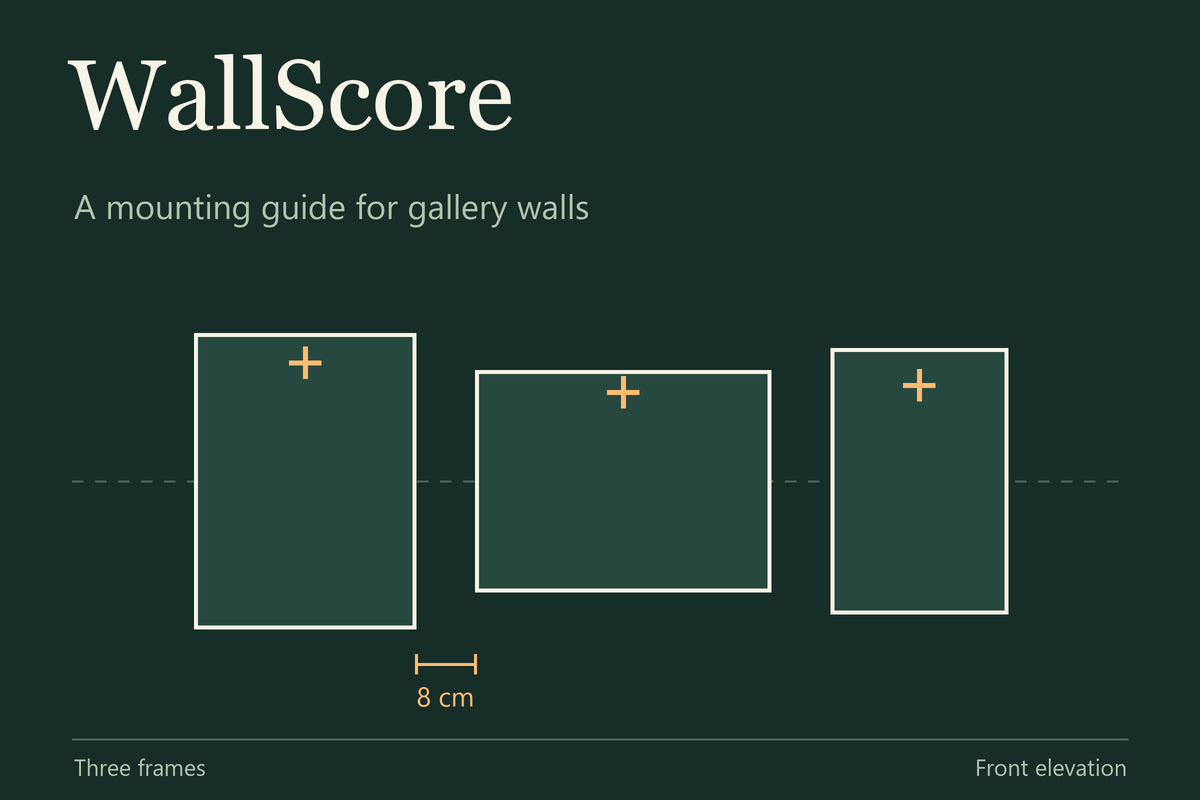 WallScore
A mounting guide for gallery walls
8 cm
Three frames
Front elevation